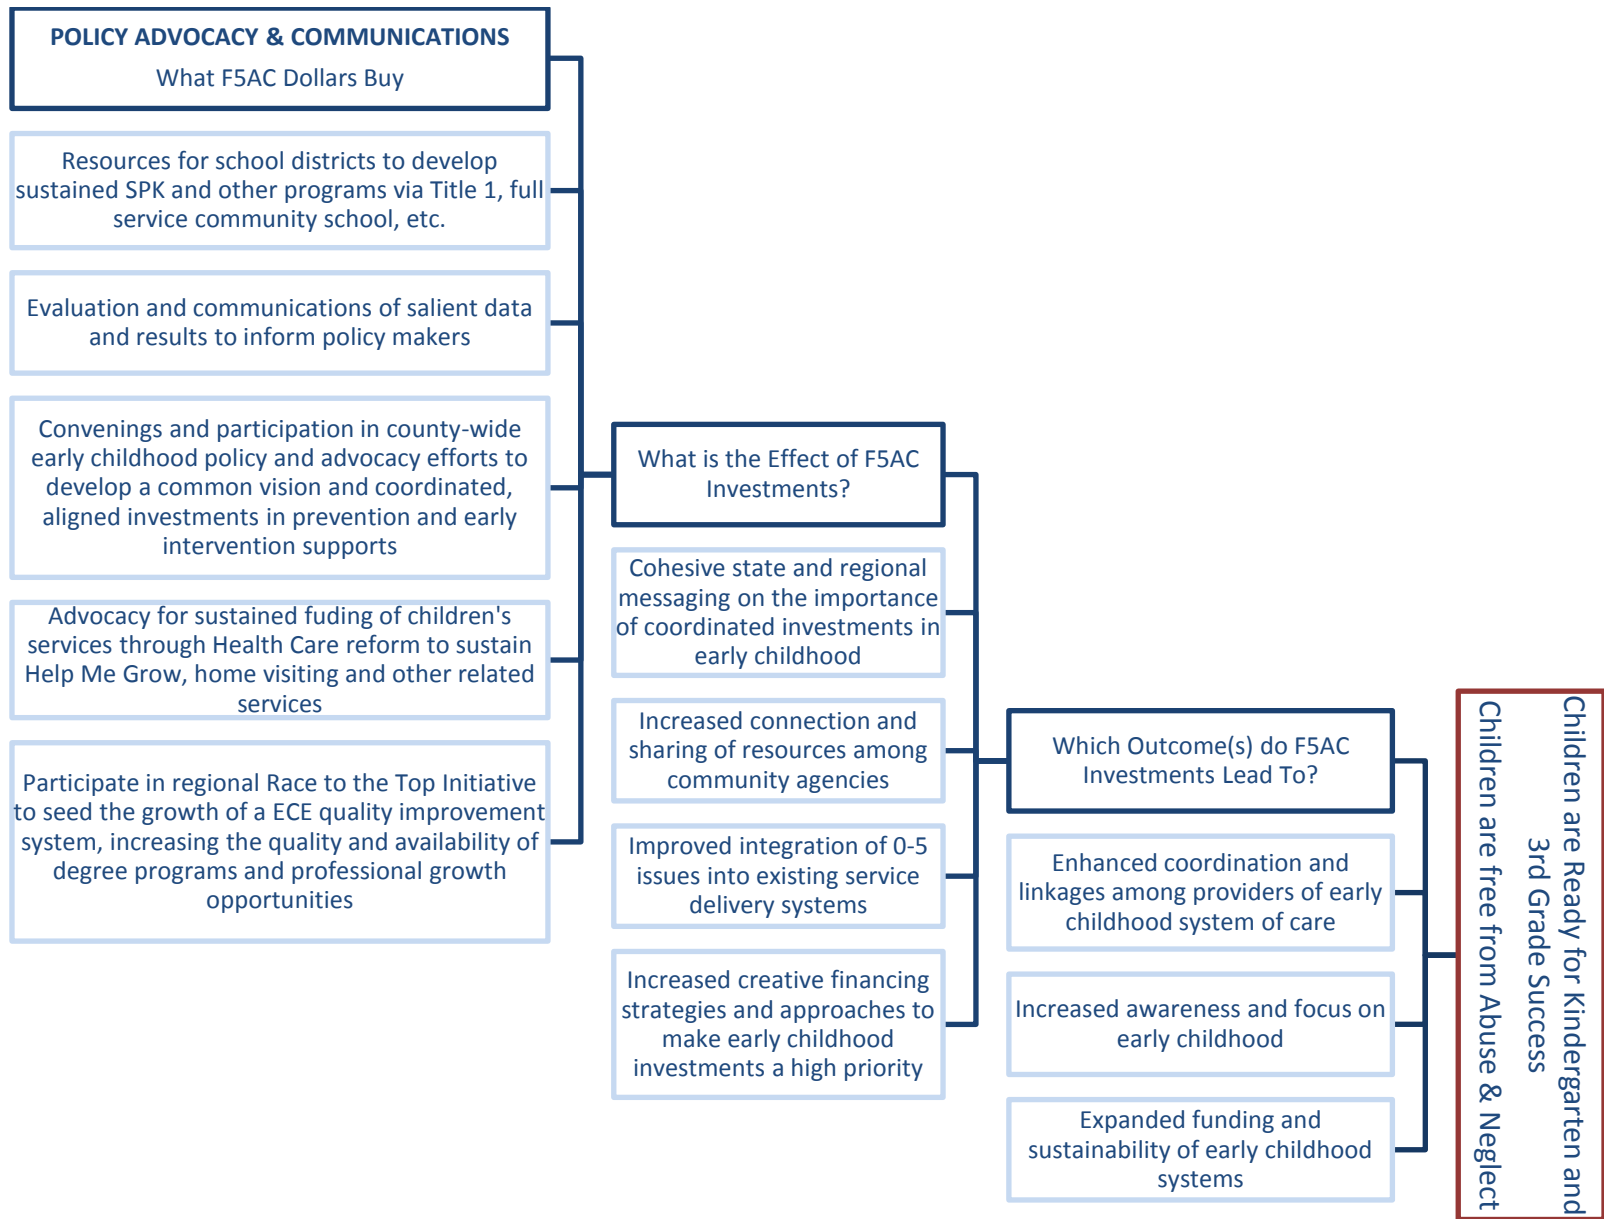 POLICY ADVOCACY & COMMUNICATIONS
What F5AC Dollars Buy
Resources for school districts to develop
sustained SPK and other programs via Title 1, full
service community school, etc.
Evaluation and communications of salient data
and results to inform policy makers
Convenings and participation in county-wide
early childhood policy and advocacy efforts to
develop a common vision and coordinated,
aligned investments in prevention and early
intervention supports
Advocacy for sustained fuding of children's
services through Health Care reform to sustain
Help Me Grow, home visiting and other related
services
Participate in regional Race to the Top Initiative
to seed the growth of a ECE quality improvement
system, increasing the quality and availability of
degree programs and professional growth
opportunities
What is the Effect of F5AC
Investments?
Cohesive state and regional
messaging on the importance
of coordinated investments in
early childhood
Increased connection and
sharing of resources among
community agencies
Improved integration of 0-5
issues into existing service
delivery systems
Increased creative financing
strategies and approaches to
make early childhood
investments a high priority
Which Outcome(s) do F5AC
Investments Lead To?
Enhanced coordination and
linkages among providers of early
childhood system of care
Increased awareness and focus on
early childhood
Expanded funding and
sustainability of early childhood
systems
Children are Ready for Kindergarten and
3rd Grade Success
Children are free from Abuse & Neglect